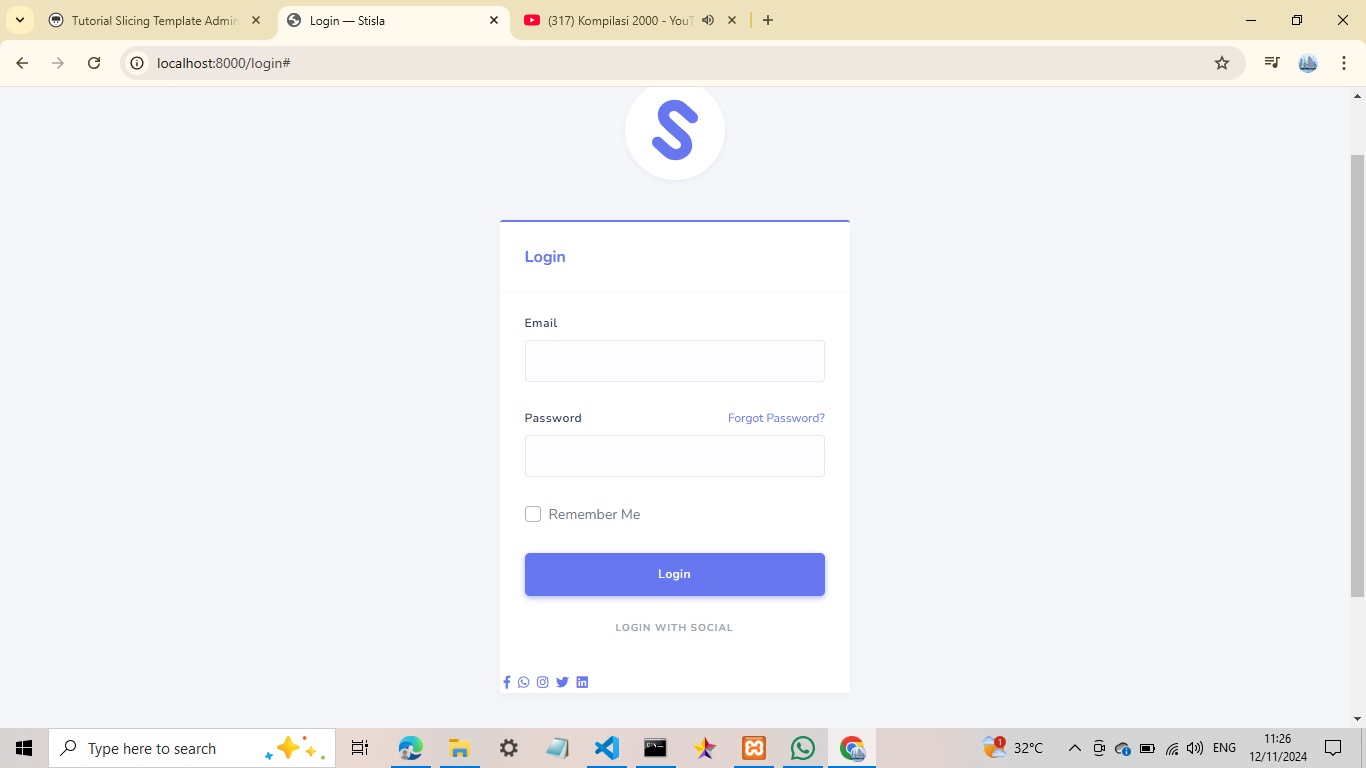 Tutorial Slicing Template Admin
Login — Stisla
(317) Kompilasi 2000 - YouT
localhost:8000/login#
Login
Email
Password
Forgot Password?
Remember Me
Login
LOGIN WITH SOCIAL
Type here to search
1
32°C
ENG
11:26
12/11/2024